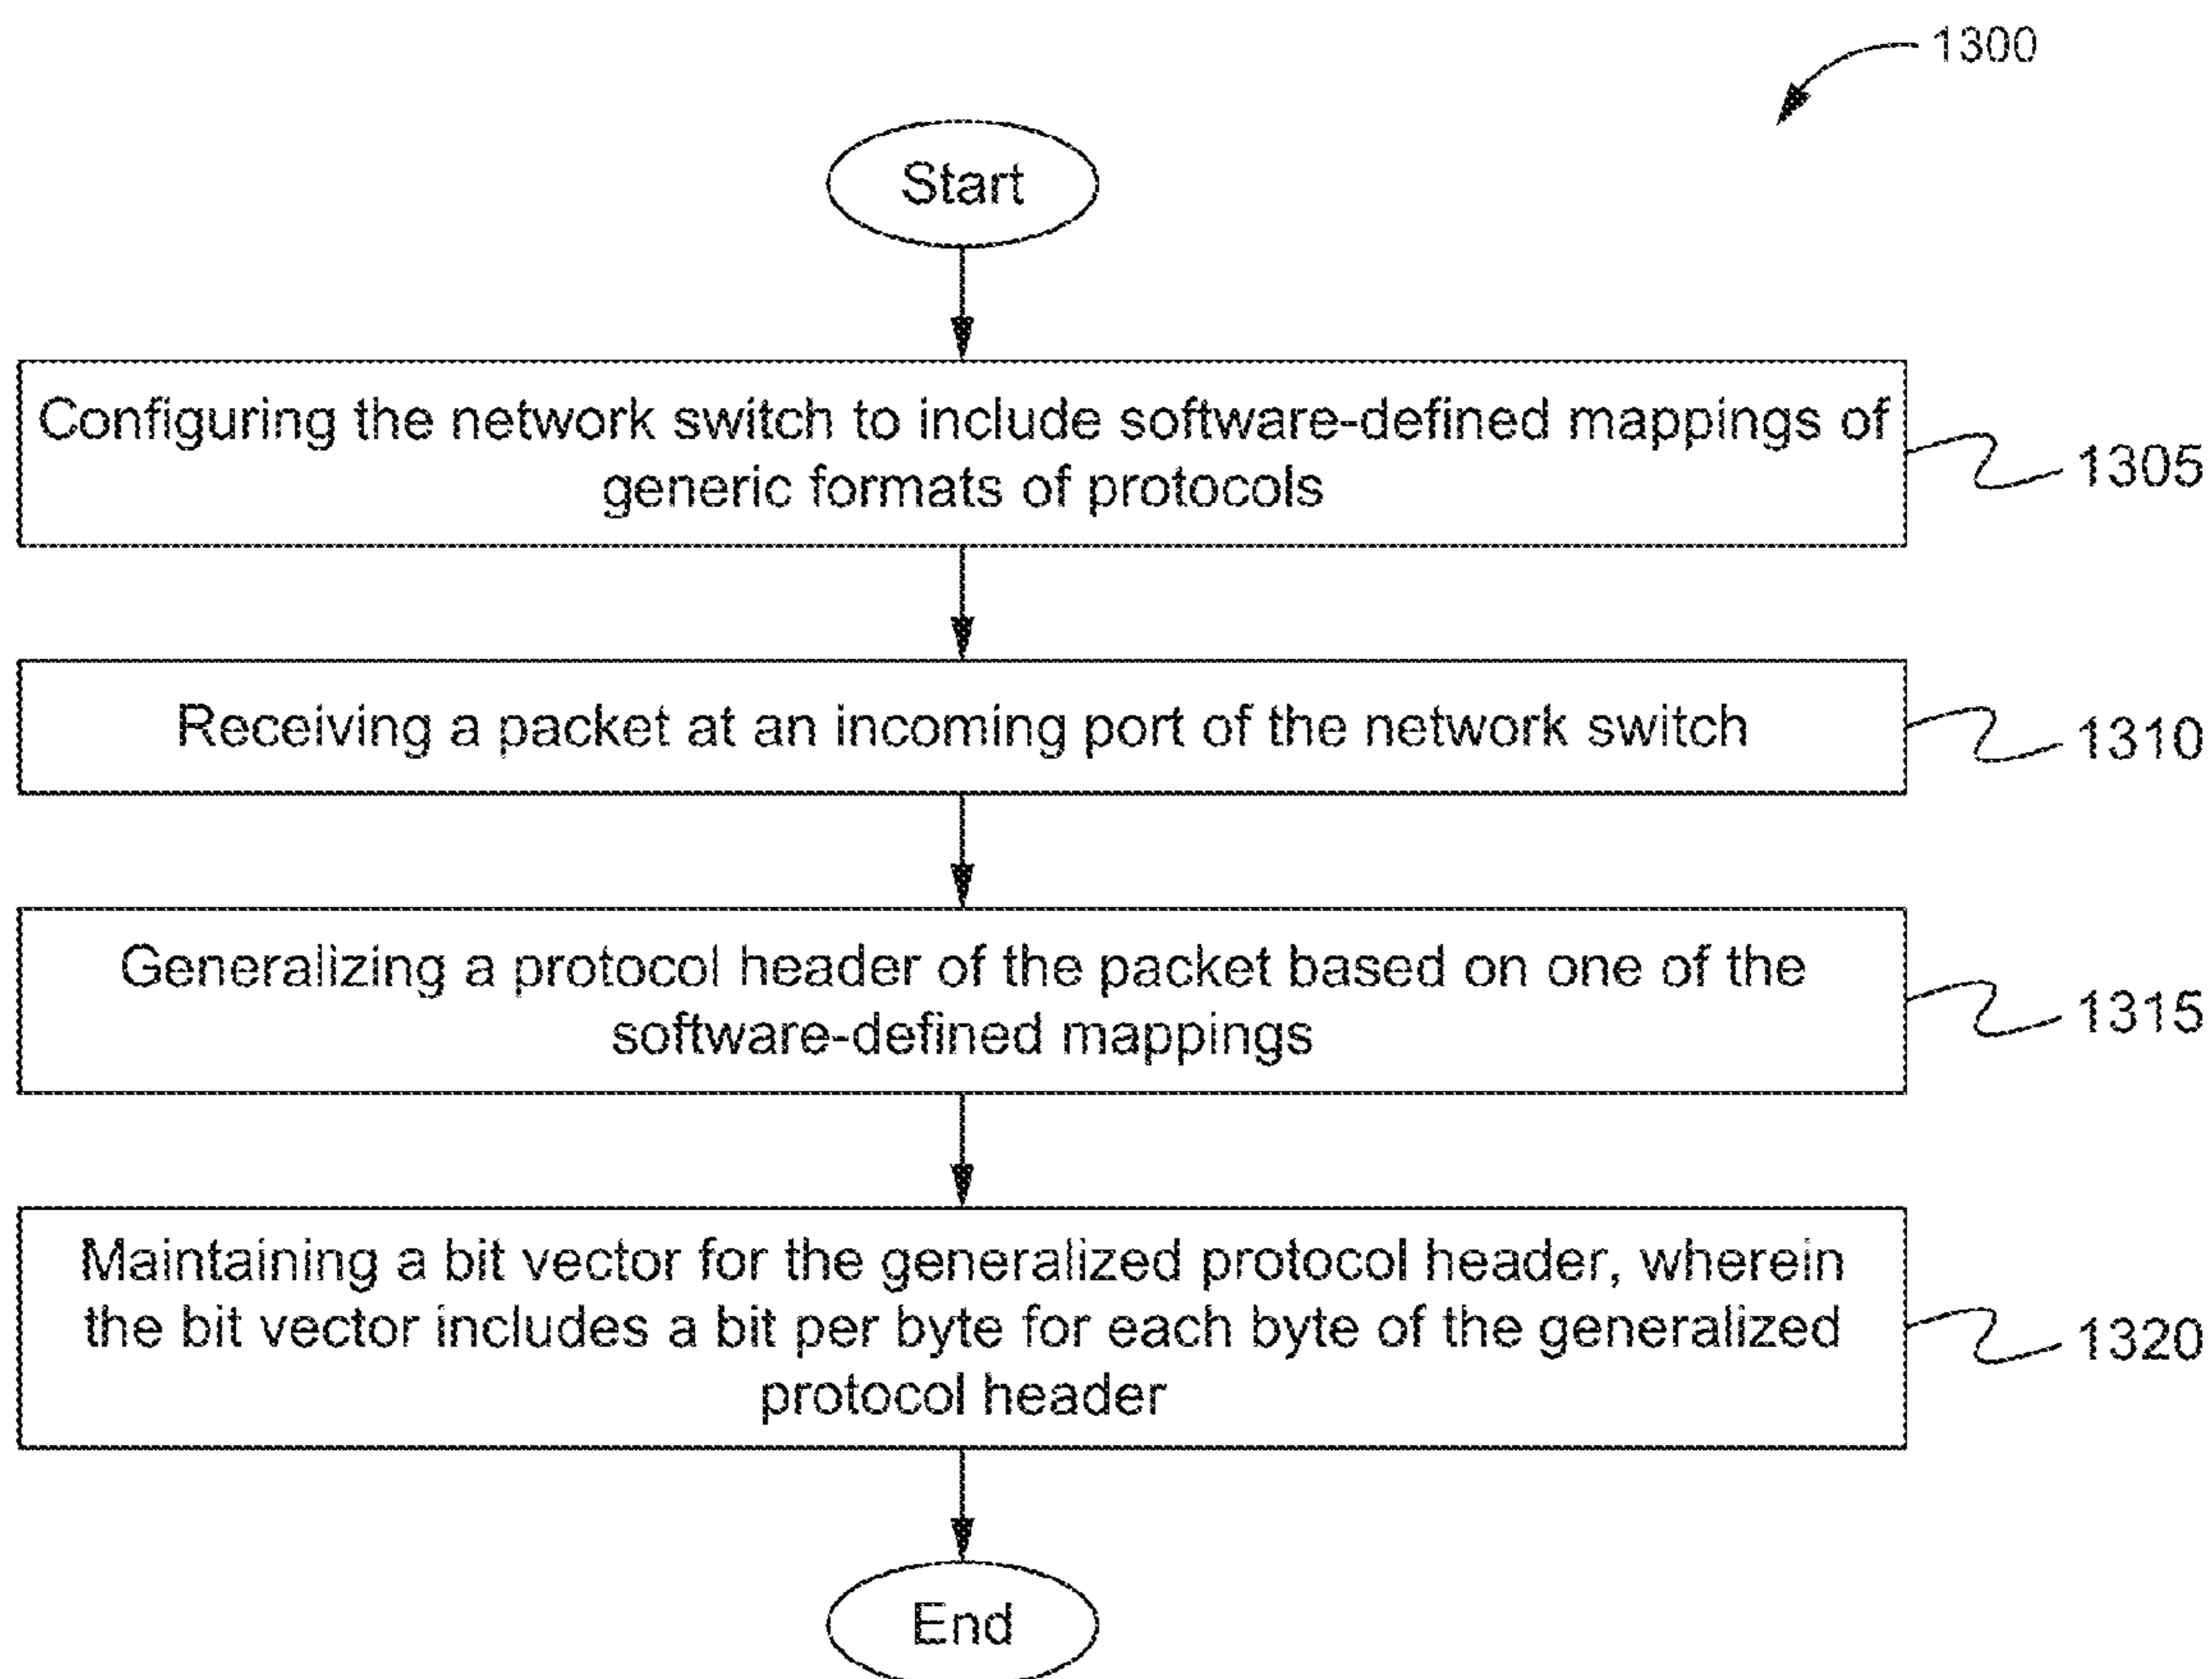 1300
Start
Configuring the network switch to include software-defined mappings of
generic formats of protocols
1305
Receiving a packet at an incoming port of the network switch
1310
Generalizing a protocol header of the packet based on one of the
software-defined mappings
1315
Maintaining a bit vector for the generalized protocol header, wherein
the bit vector includes a bit per byte for each byte of the generalized
protocol header
1320
End